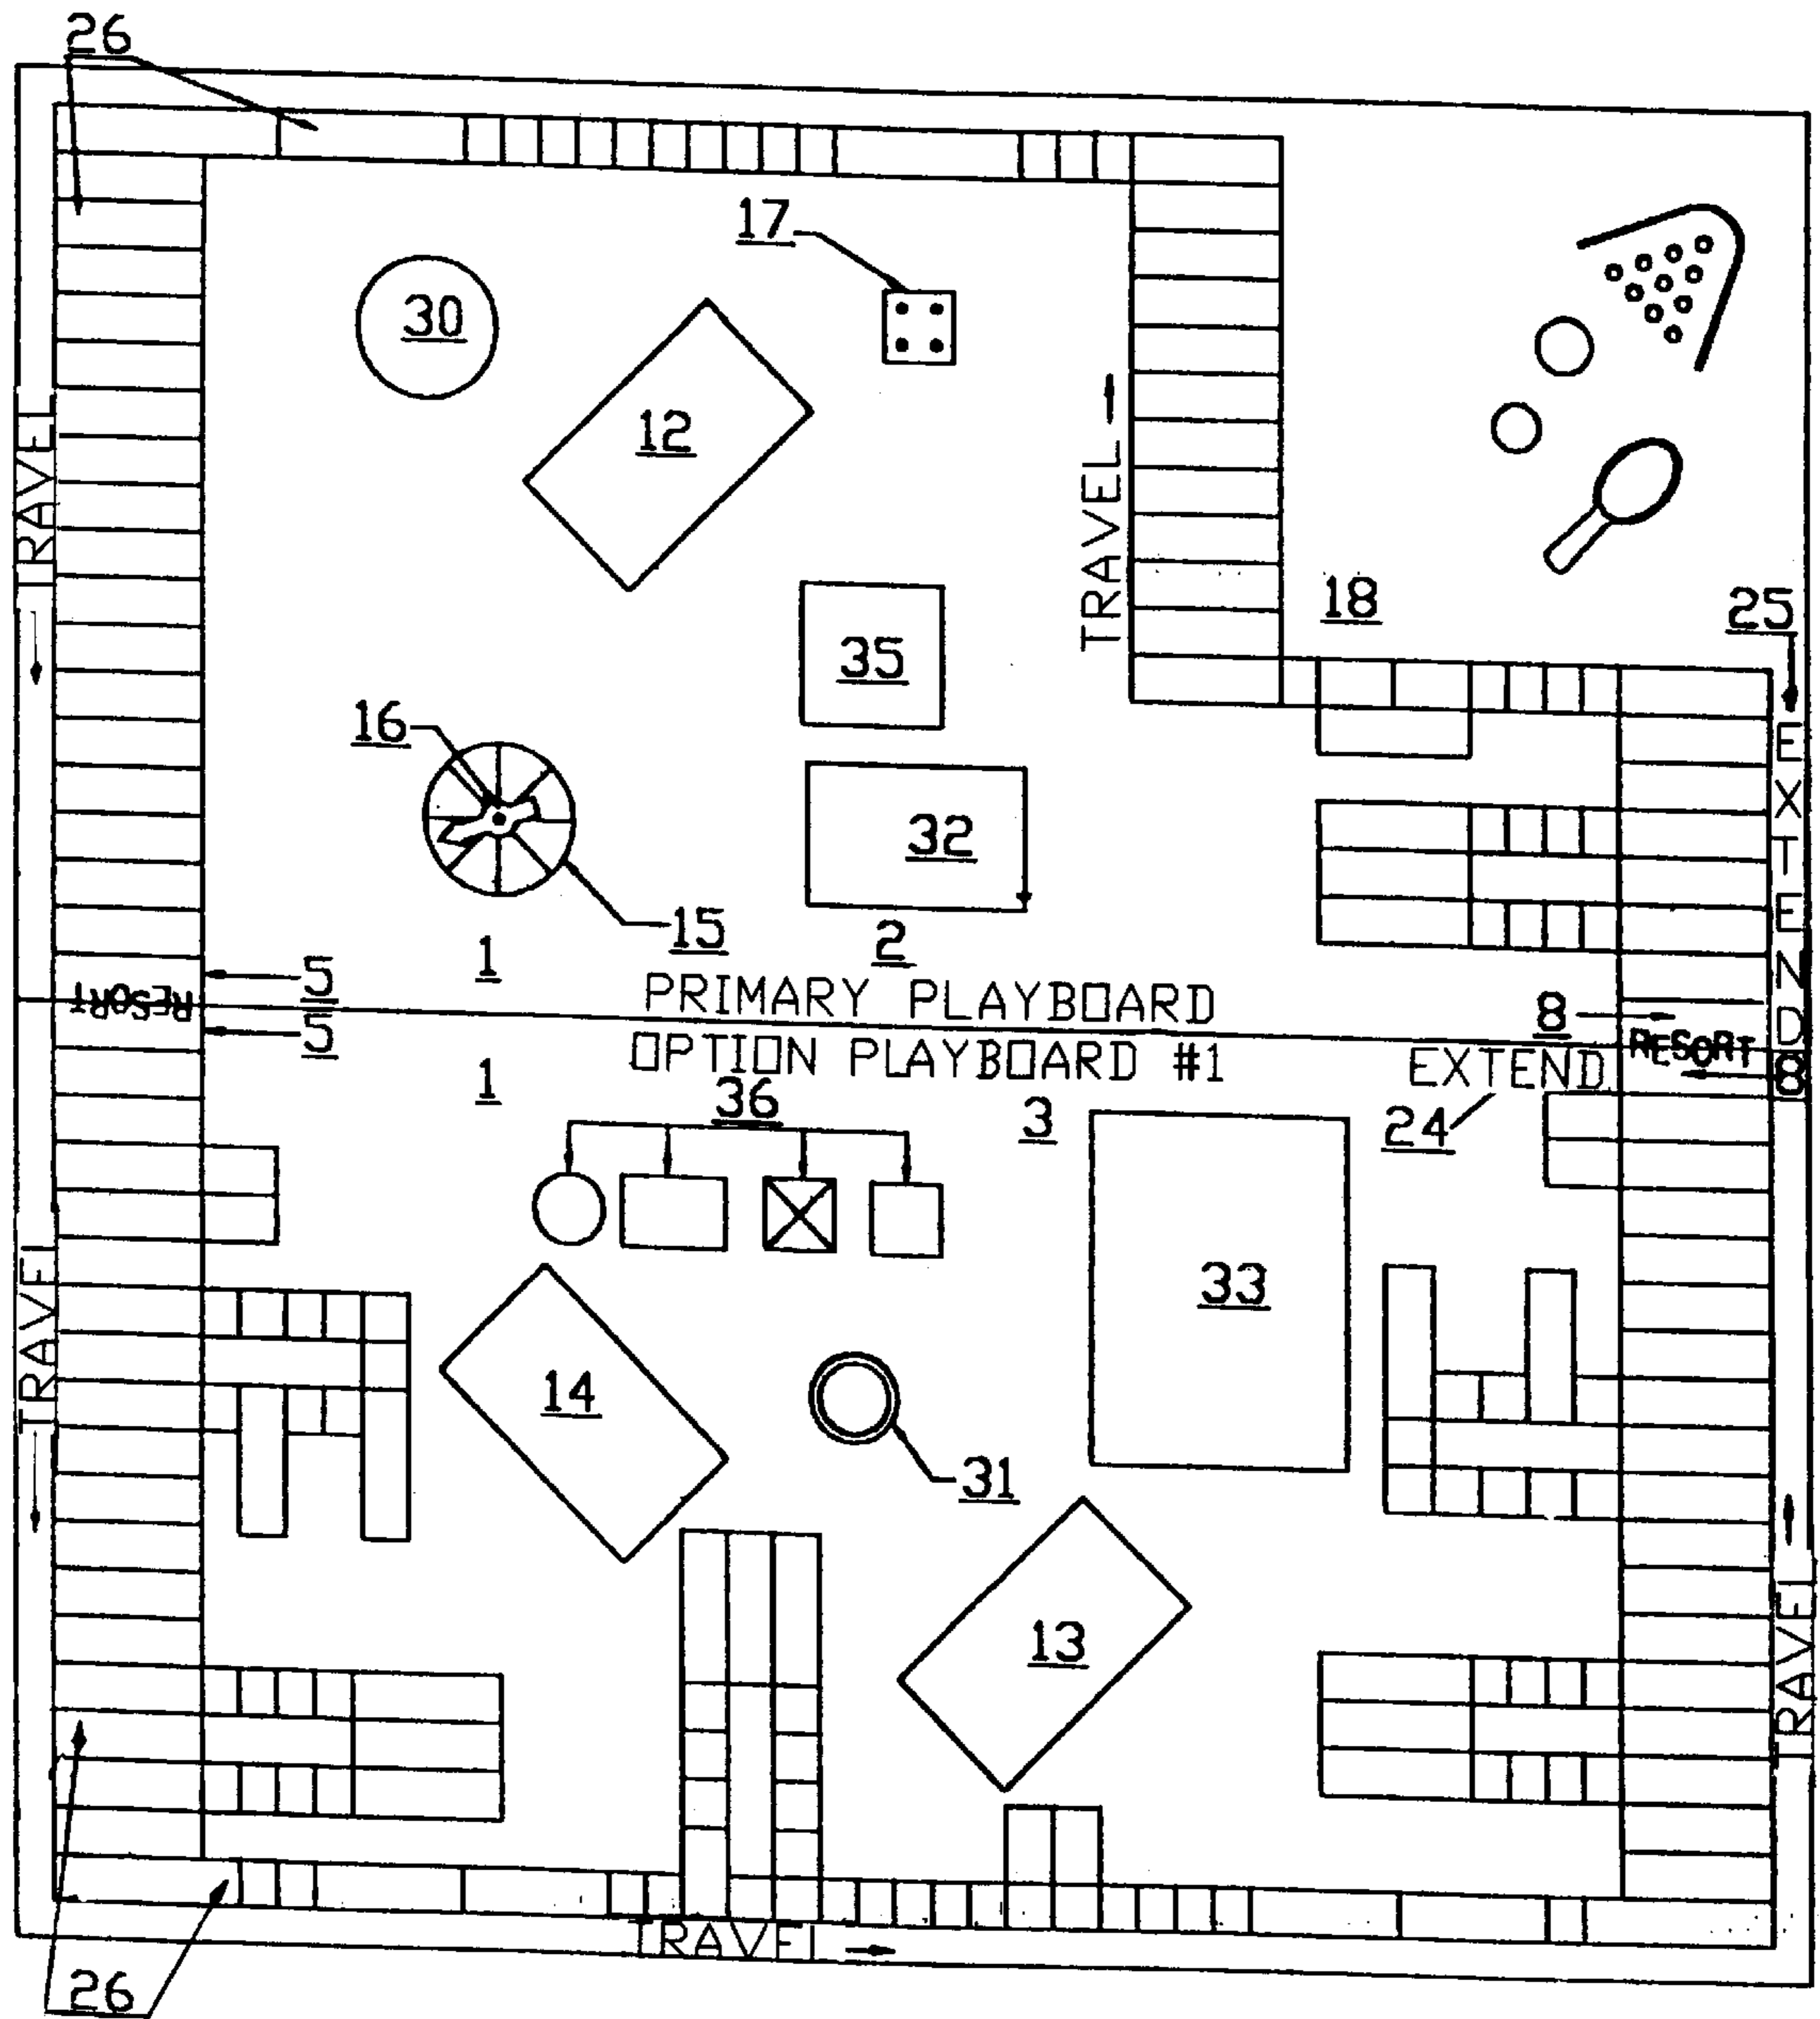 26
17
30
12
TRAVEL
TRAVEL
18
25
35
16
EXTEND
32
15
2
1
5
PRIMARY PLAYBOARD
8
RESORT
RESORT
5
OPTION PLAYBOARD #1
EXTEND
8
1
36
3
24
33
TRAVEL
14
31
13
TRAVEL
TRAVEL
26